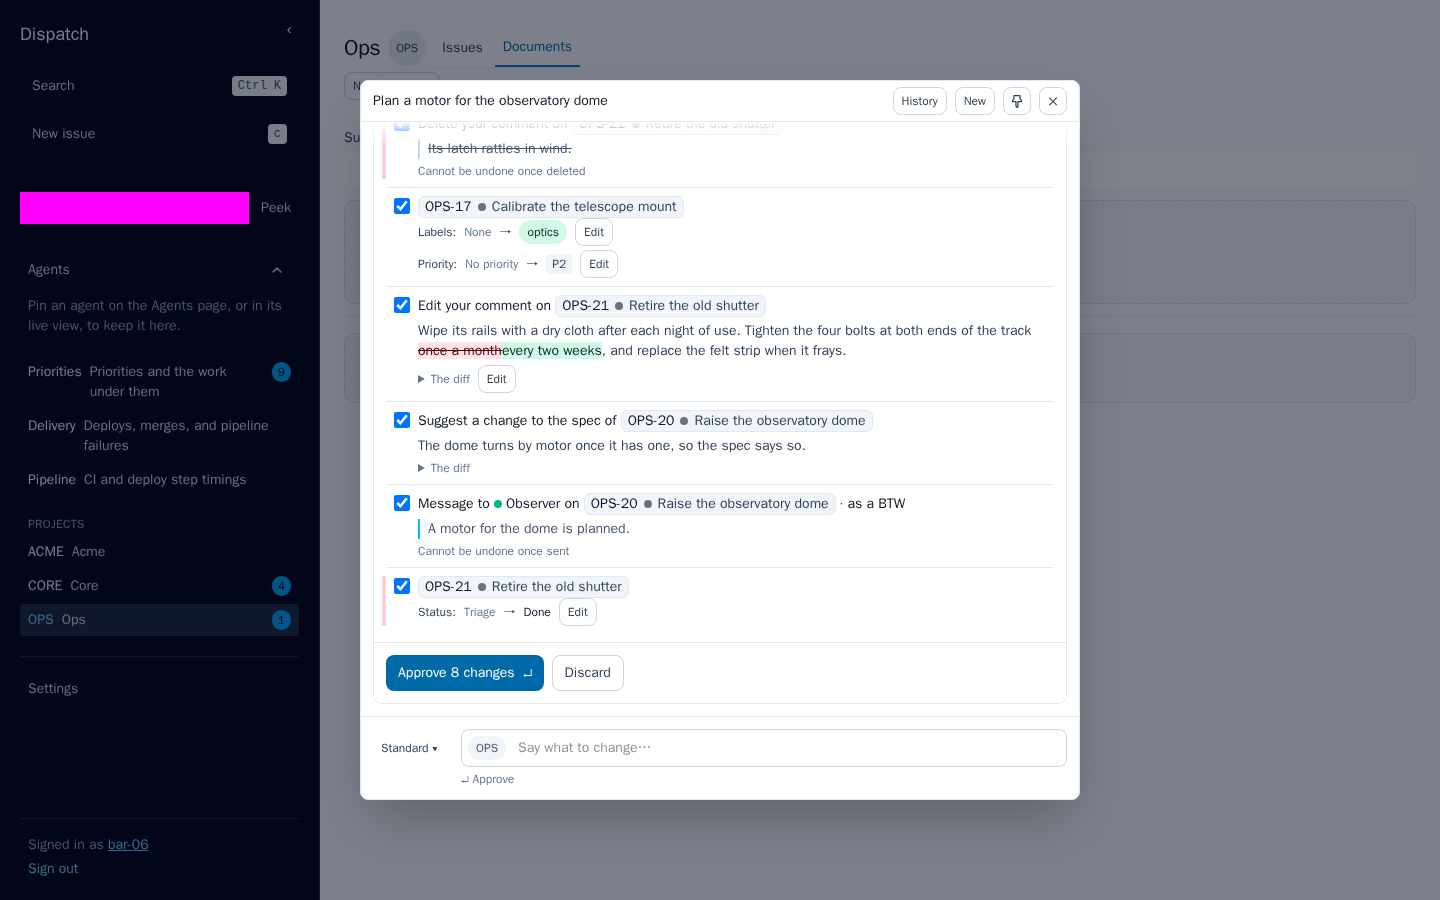 Dispatch
Search
Ctrl K
New issue
C
Peek
Agents
Pin an agent on the Agents page, or in its
live view, to keep it here.
Priorities Priorities and the work
under them
9
Delivery Deploys, merges, and pipeline
failures
Pipeline CI and deploy step timings
PROJECTS
ACME Acme
CORE Core 4
OPS Ops 1
Settings
Signed in as bar-06
Sign out
Ops OPS Issues Documents
Plan a motor for the observatory dome
History New
Delete your comment on OPS-21 Retire the old shutter
Its latch rattles in wind.
Cannot be undone once deleted
OPS-17 Calibrate the telescope mount
Labels: None → optics Edit
Priority: No priority → P2 Edit
Edit your comment on OPS-21 Retire the old shutter
Wipe its rails with a dry cloth after each night of use. Tighten the four bolts at both ends of the track
once a monthevery two weeks, and replace the felt strip when it frays.
The diff Edit
Suggest a change to the spec of OPS-20 Raise the observatory dome
The dome turns by motor once it has one, so the spec says so.
The diff
Message to Observer on OPS-20 Raise the observatory dome · as a BTW
A motor for the dome is planned.
Cannot be undone once sent
OPS-21 Retire the old shutter
Status: Triage → Done Edit
Approve 8 changes ↵ Discard
Standard ▾ OPS Say what to change…
↵ Approve